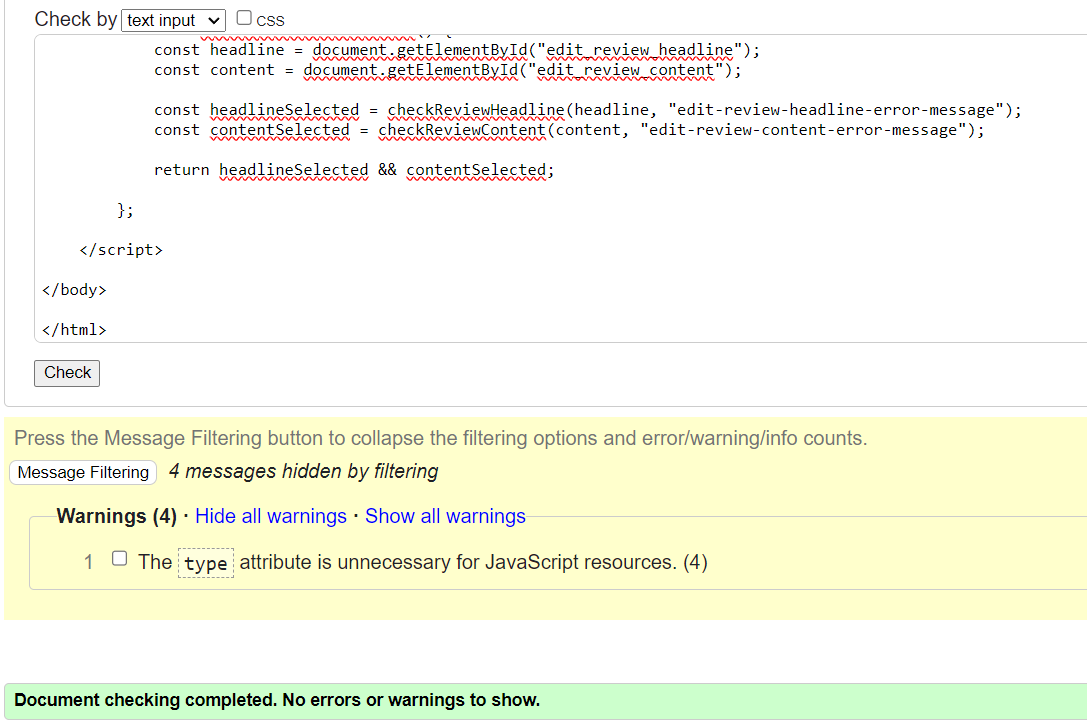 Check by text input CSS
const headline = document.getElementById("edit_review_headline");
const content = document.getElementById("edit_review_content");
const headlineSelected = checkReviewHeadline(headline, "edit-review-headline-error-message");
const contentSelected = checkReviewContent(content, "edit-review-content-error-message");
return headlineSelected && contentSelected;
};
</script>
</body>
</html>
Check
Press the Message Filtering button to collapse the filtering options and error/warning/info counts.
Message Filtering 4 messages hidden by filtering
Warnings (4) · Hide all warnings · Show all warnings
1 The type attribute is unnecessary for JavaScript resources. (4)
Document checking completed. No errors or warnings to show.